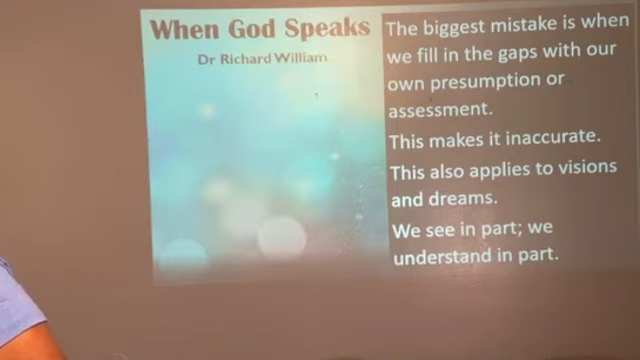 When God Speaks
Dr Richard William
The biggest mistake is when
we fill in the gaps with our
own presumption or
assessment.
This makes it inaccurate.
This also applies to visions
and dreams.
We see in part; we
understand in part.